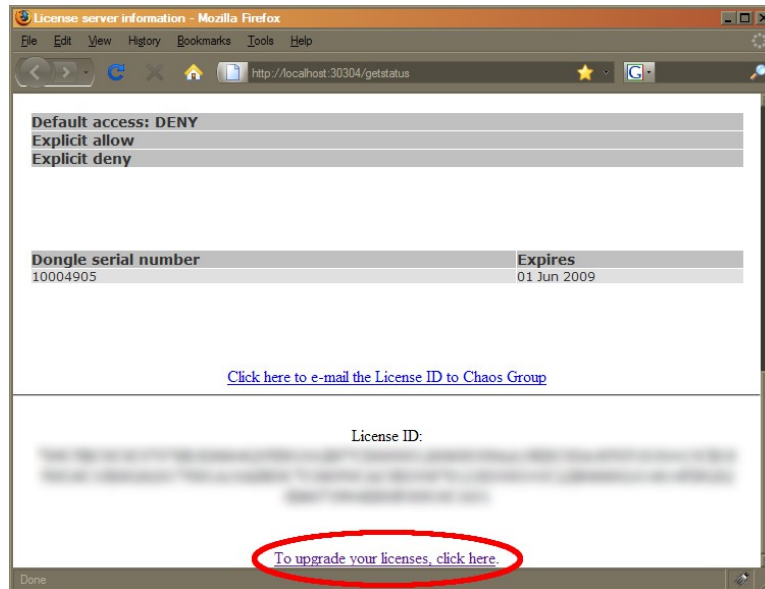 License server information - Mozilla Firefox
File Edit View History Bookmarks Tools Help
http://localhost:30304/getstatus G
Default access: DENY
Explicit allow
Explicit deny
Dongle serial number Expires
10004905 01 Jun 2009
Click here to e-mail the License ID to Chaos Group
License ID:
To upgrade your licenses, click here.
Done